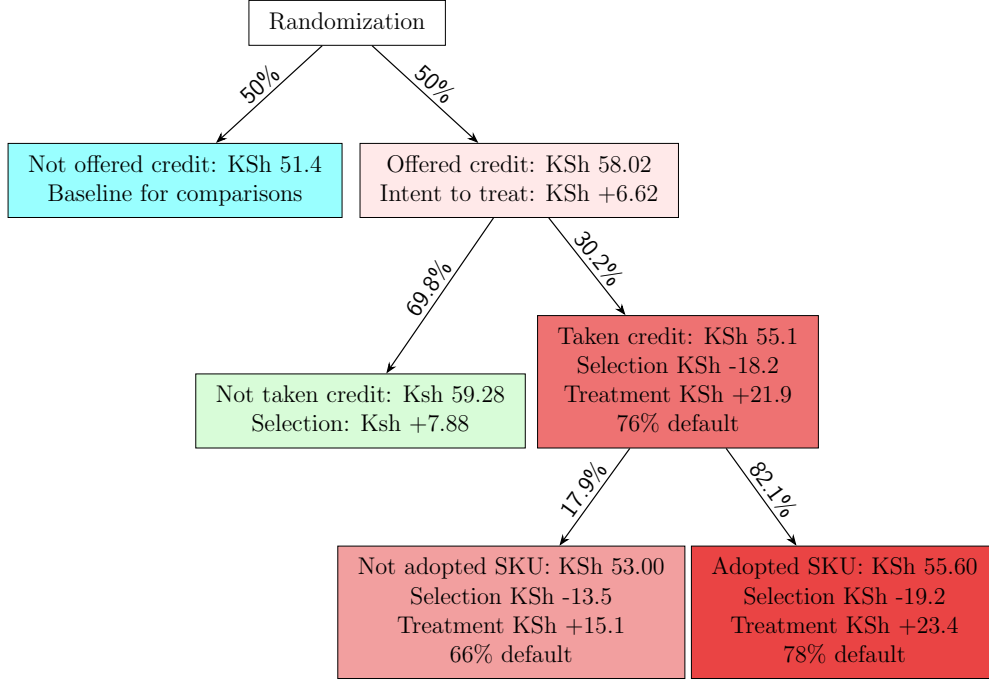 Randomization
50%
50%
Not offered credit: KSh 51.4
Baseline for comparisons
Offered credit: KSh 58.02
Intent to treat: KSh +6.62
69.8%
30.2%
Not taken credit: Ksh 59.28
Selection: Ksh +7.88
Taken credit: KSh 55.1
Selection KSh -18.2
Treatment KSh +21.9
76% default
17.9%
82.1%
Not adopted SKU: KSh 53.00
Selection KSh -13.5
Treatment KSh +15.1
66% default
Adopted SKU: KSh 55.60
Selection KSh -19.2
Treatment KSh +23.4
78% default